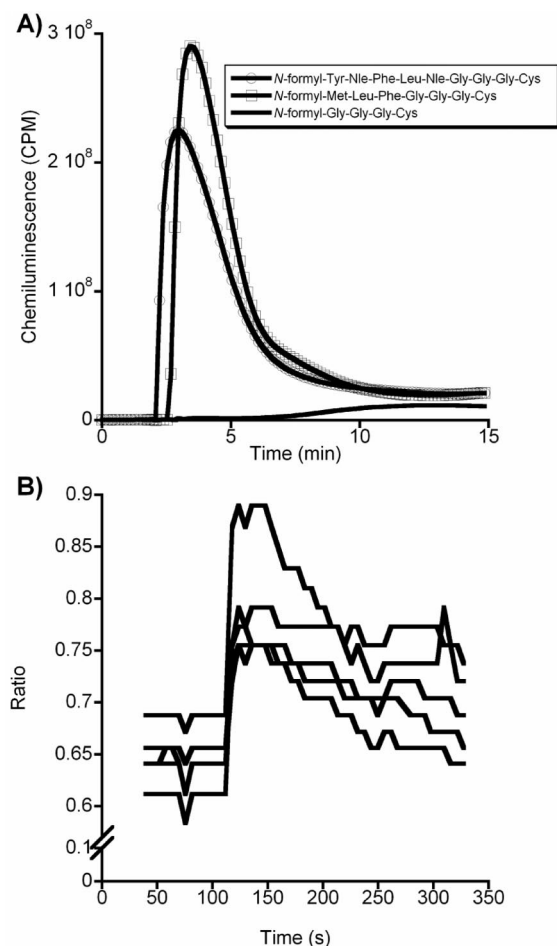 A)
3 10⁸
2 10⁸
1 10⁸
0
Chemiluminescence (CPM)
N-formyl-Tyr-Nle-Phe-Leu-Nle-Gly-Gly-Gly-Cys
N-formyl-Met-Leu-Phe-Gly-Gly-Gly-Cys
N-formyl-Gly-Gly-Gly-Cys
0 5 10 15
Time (min)
B)
0.9
0.85
0.8
0.75
0.7
0.65
0.6
0.1
0
Ratio
0 50 100 150 200 250 300 350
Time (s)